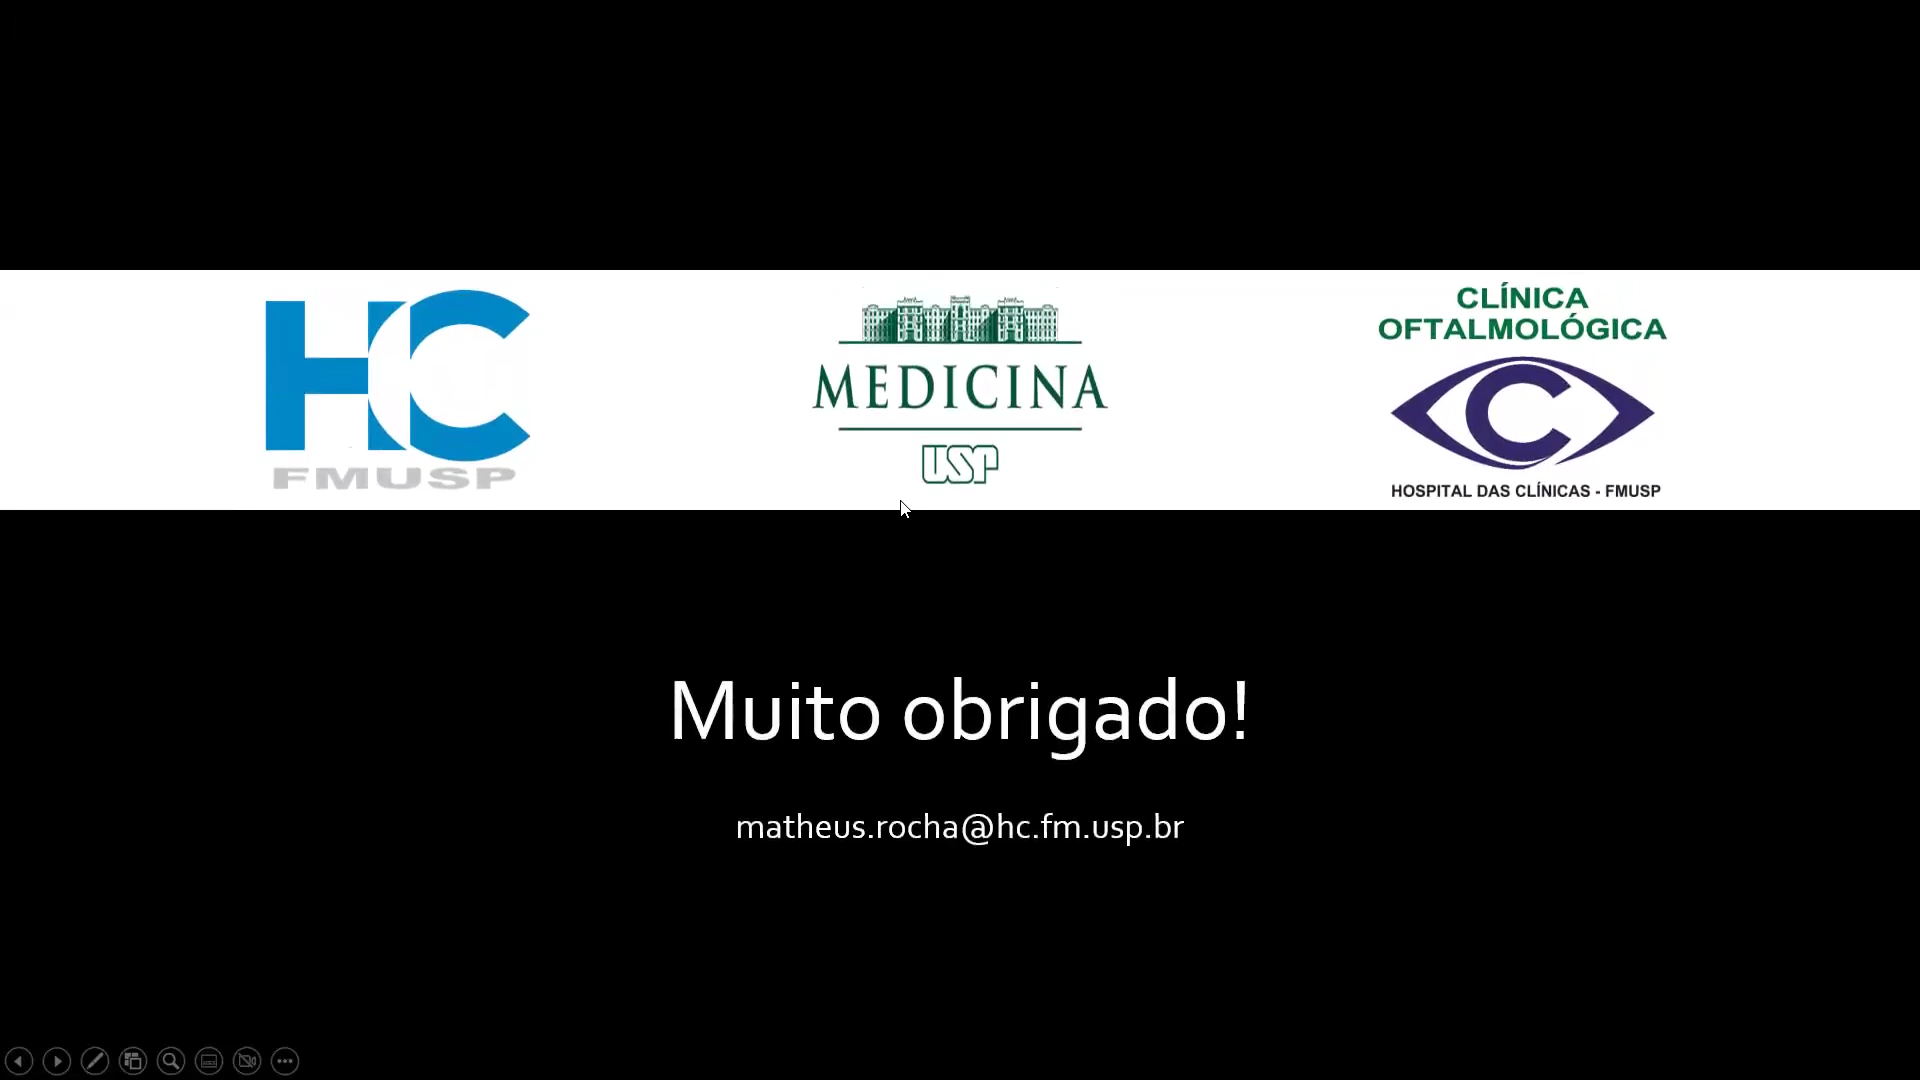 HC
FMUSP
MEDICINA
USP
CLÍNICA
OFTALMOLÓGICA
HOSPITAL DAS CLÍNICAS - FMUSP
Muito obrigado!
matheus.rocha@hc.fm.usp.br